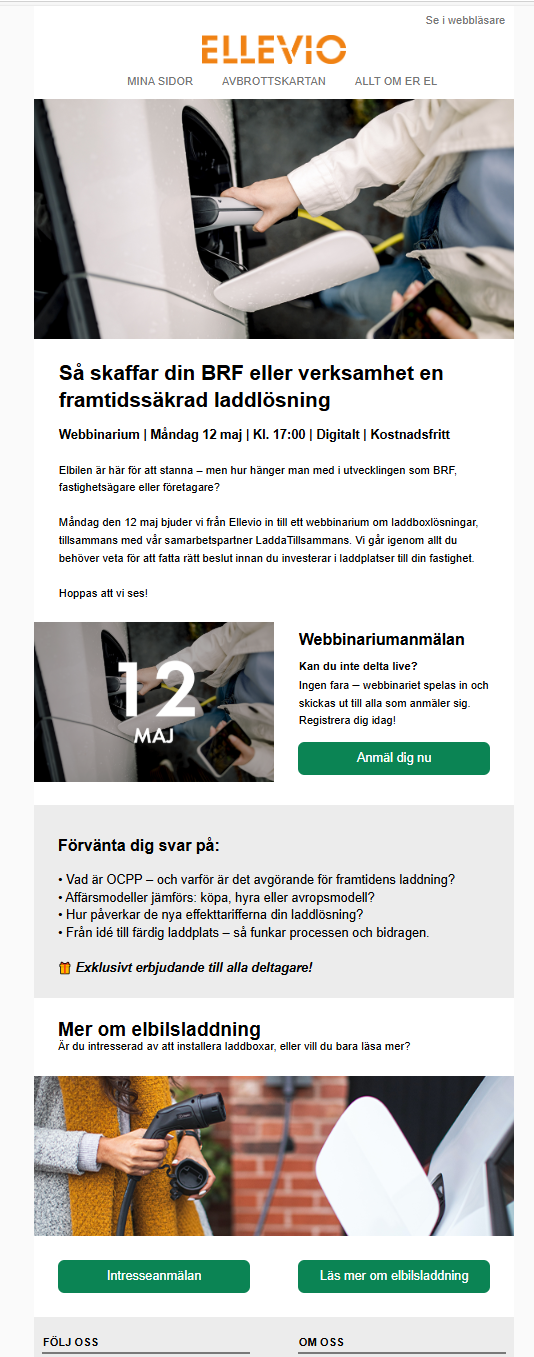 Se i webbläsare
ELLEVIO
MINA SIDOR AVBROTTSKARTAN ALLT OM ER EL
Så skaffar din BRF eller verksamhet en
framtidssäkrad laddlösning
Webbinarium | Måndag 12 maj | Kl. 17:00 | Digitalt | Kostnadsfritt
Elbilen är här för att stanna – men hur hänger man med i utvecklingen som BRF,
fastighetsägare eller företagare?
Måndag den 12 maj bjuder vi från Ellevio in till ett webbinarium om laddboxlösningar,
tillsammans med vår samarbetspartner LaddaTillsammans. Vi går igenom allt du
behöver veta för att fatta rätt beslut innan du investerar i laddplatser till din fastighet.
Hoppas att vi ses!
12
MAJ
Webbinariumanmälan
Kan du inte delta live?
Ingen fara – webbinariet spelas in och
skickas ut till alla som anmäler sig.
Registrera dig idag!
Anmäl dig nu
Förvänta dig svar på:
• Vad är OCPP – och varför är det avgörande för framtidens laddning?
• Affärsmodeller jämförs: köpa, hyra eller avropsmodell?
• Hur påverkar de nya effekttarifferna din laddlösning?
• Från idé till färdig laddplats – så funkar processen och bidragen.
🎁 Exklusivt erbjudande till alla deltagare!
Mer om elbilsladdning
Är du intresserad av att installera laddboxar, eller vill du bara läsa mer?
Intresseanmälan
Läs mer om elbilsladdning
FÖLJ OSS
OM OSS